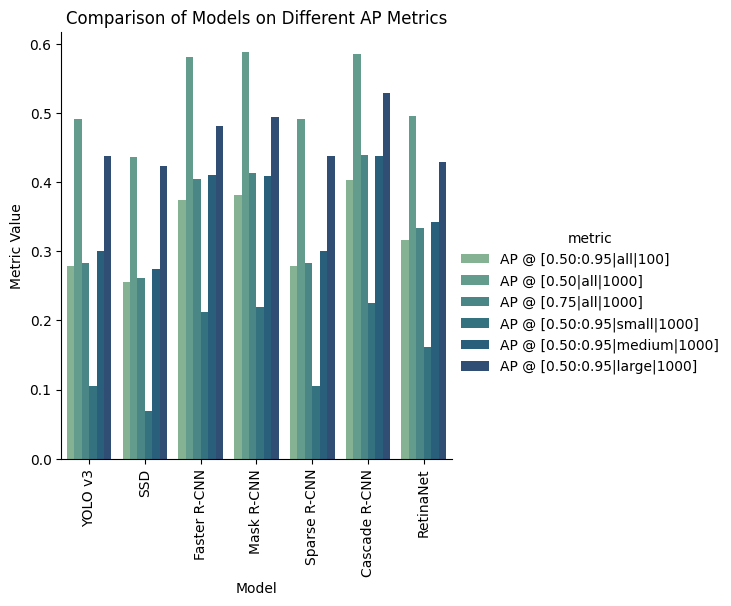 Comparison of Models on Different AP Metrics
0.6
0.5
0.4
0.3
0.2
0.1
0.0
Metric Value
YOLO v3
SSD
Faster R-CNN
Mask R-CNN
Sparse R-CNN
Cascade R-CNN
RetinaNet
Model
metric
AP @ [0.50:0.95|all|100]
AP @ [0.50|all|1000]
AP @ [0.75|all|1000]
AP @ [0.50:0.95|small|1000]
AP @ [0.50:0.95|medium|1000]
AP @ [0.50:0.95|large|1000]